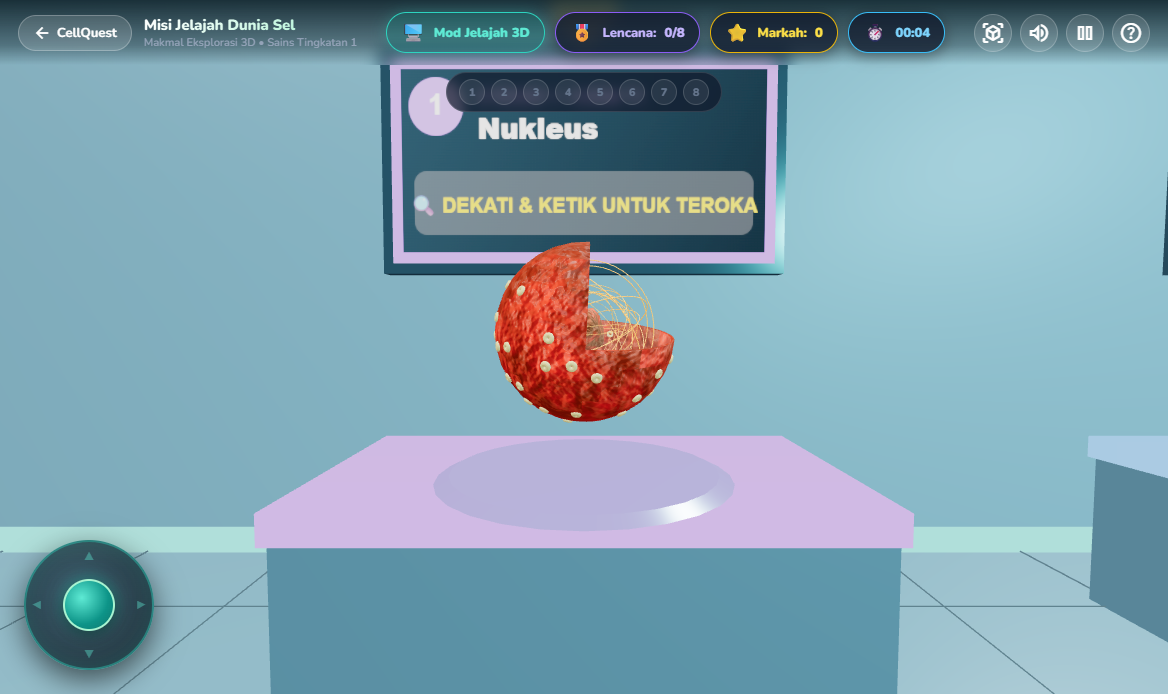 CellQuest
Misi Jelajah Dunia Sel
Makmal Eksplorasi 3D • Sains Tingkatan 1
Mod Jelajah 3D
Lencana: 0/8
Markah: 0
00:04
1 2 3 4 5 6 7 8
1
Nukleus
DEKATI & KETIK UNTUK TEROKA